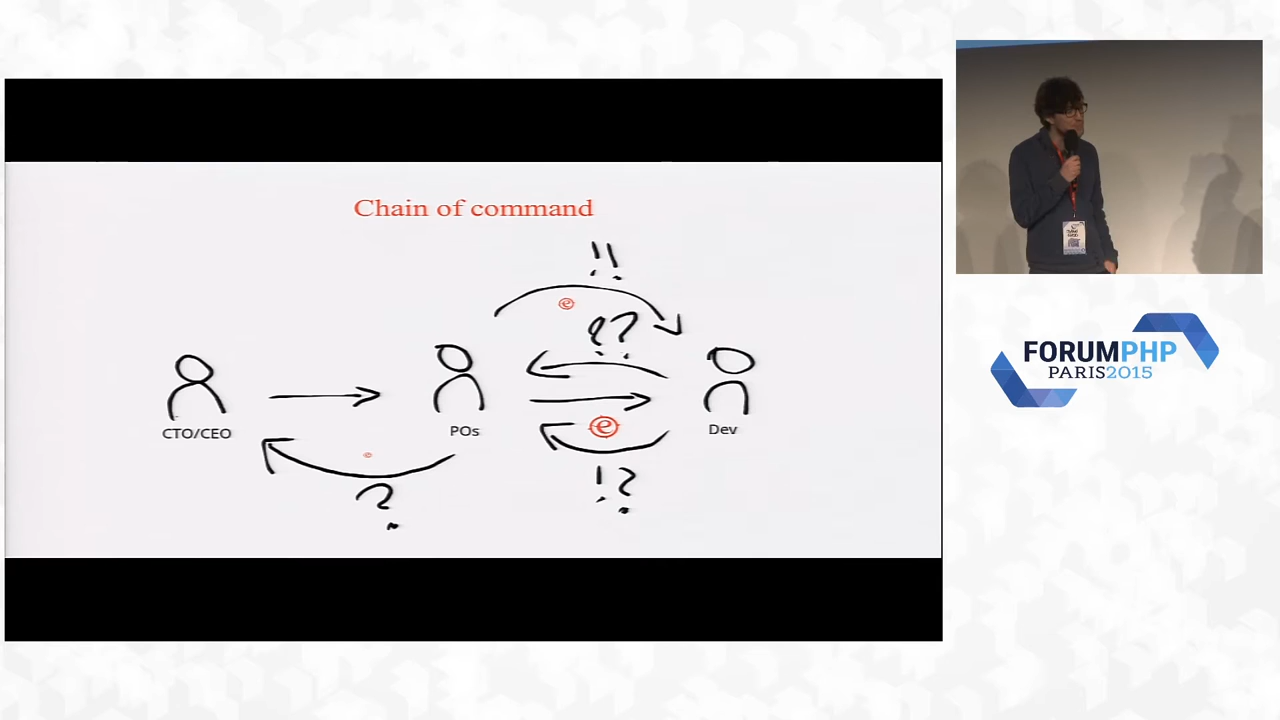 Chain of command
!!
e
??
CTO/CEO
POs
Dev
e
e
?
!?
FORUMPHP
PARIS2015